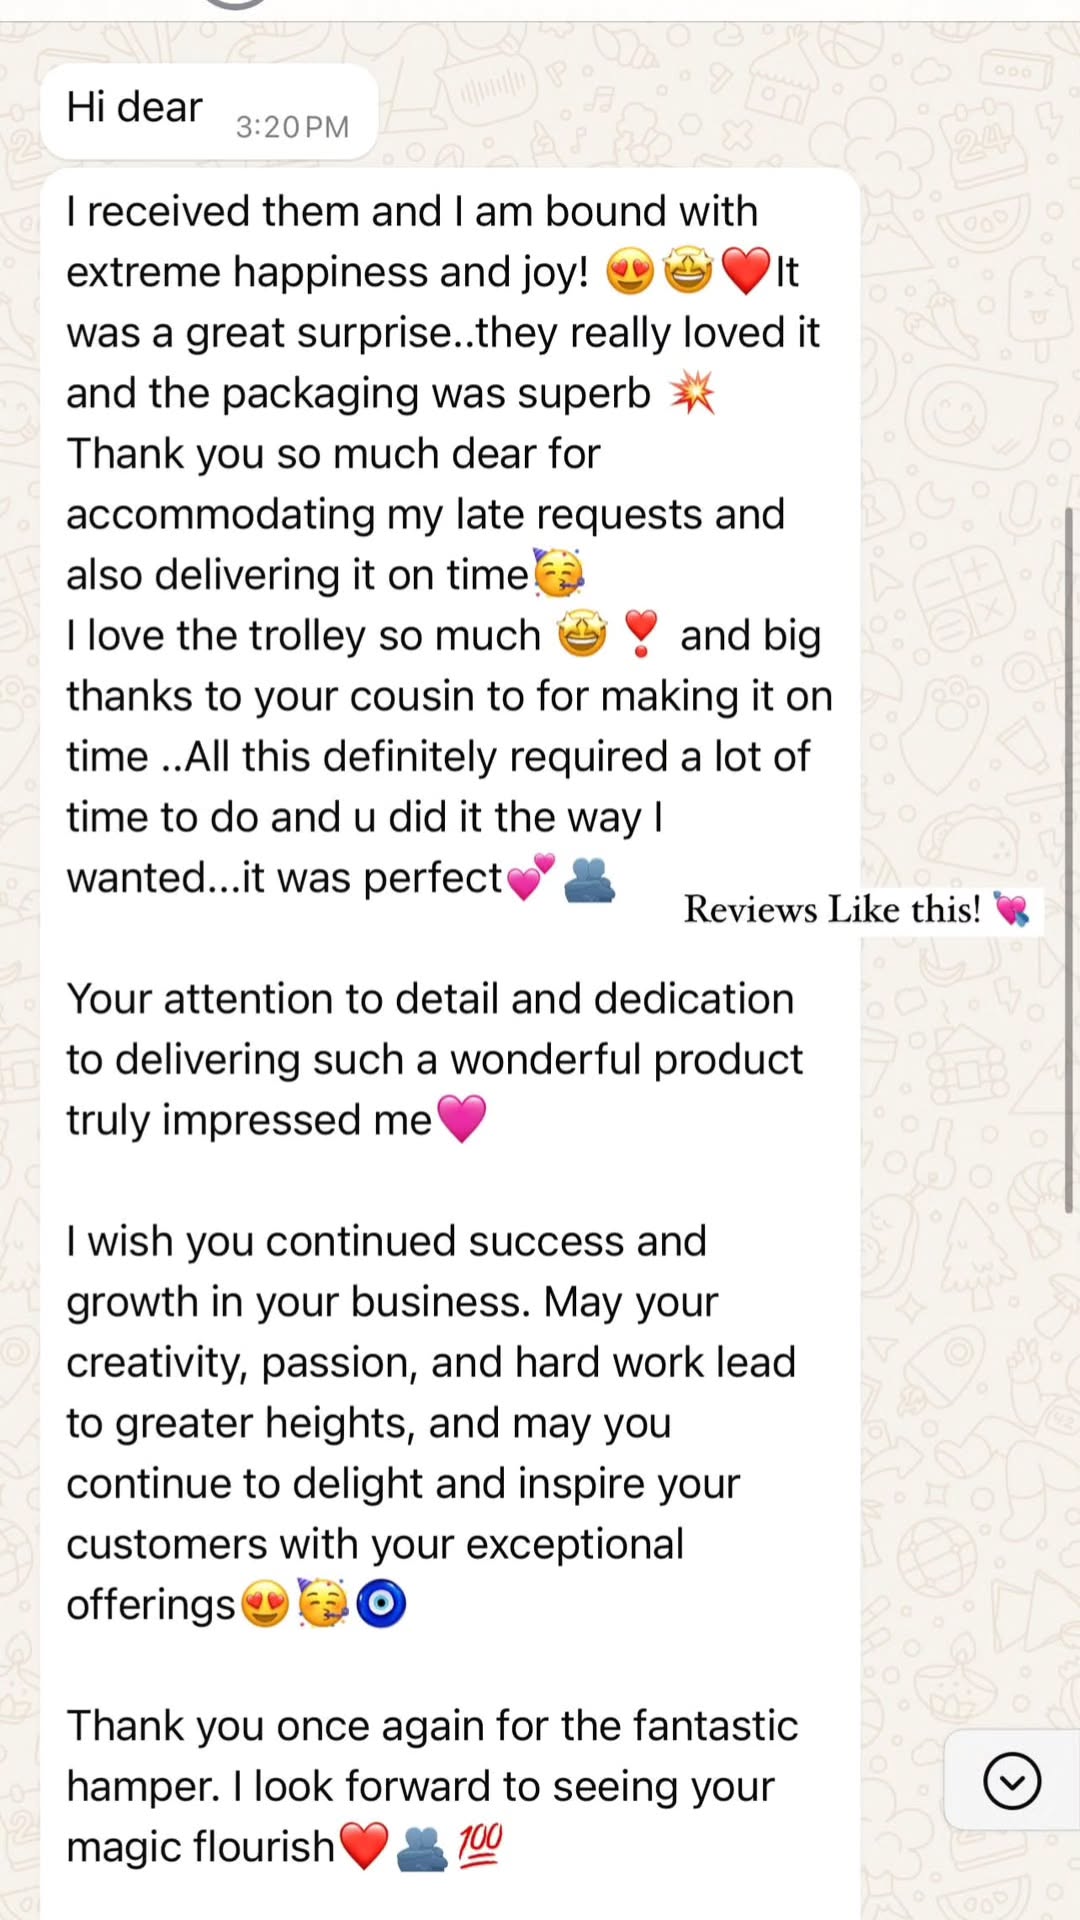 Hi dear
3:20 PM
I received them and I am bound with
extreme happiness and joy! 😍🤩❤️It
was a great surprise..they really loved it
and the packaging was superb 💥
Thank you so much dear for
accommodating my late requests and
also delivering it on time🥳
I love the trolley so much 🤩❣️ and big
thanks to your cousin to for making it on
time ..All this definitely required a lot of
time to do and u did it the way I
wanted...it was perfect💕🫂
Reviews Like this! 💘
Your attention to detail and dedication
to delivering such a wonderful product
truly impressed me🩷
I wish you continued success and
growth in your business. May your
creativity, passion, and hard work lead
to greater heights, and may you
continue to delight and inspire your
customers with your exceptional
offerings😍🥳🧿
Thank you once again for the fantastic
hamper. I look forward to seeing your
magic flourish❤️🫂💯